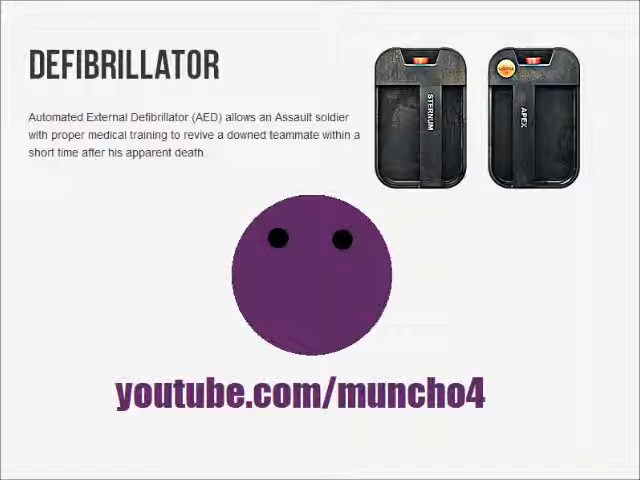 DEFIBRILLATOR
Automated External Defibrillator (AED) allows an Assault soldier
with proper medical training to revive a downed teammate within a
short time after his apparent death.
STERNUM
APEX
youtube.com/muncho4